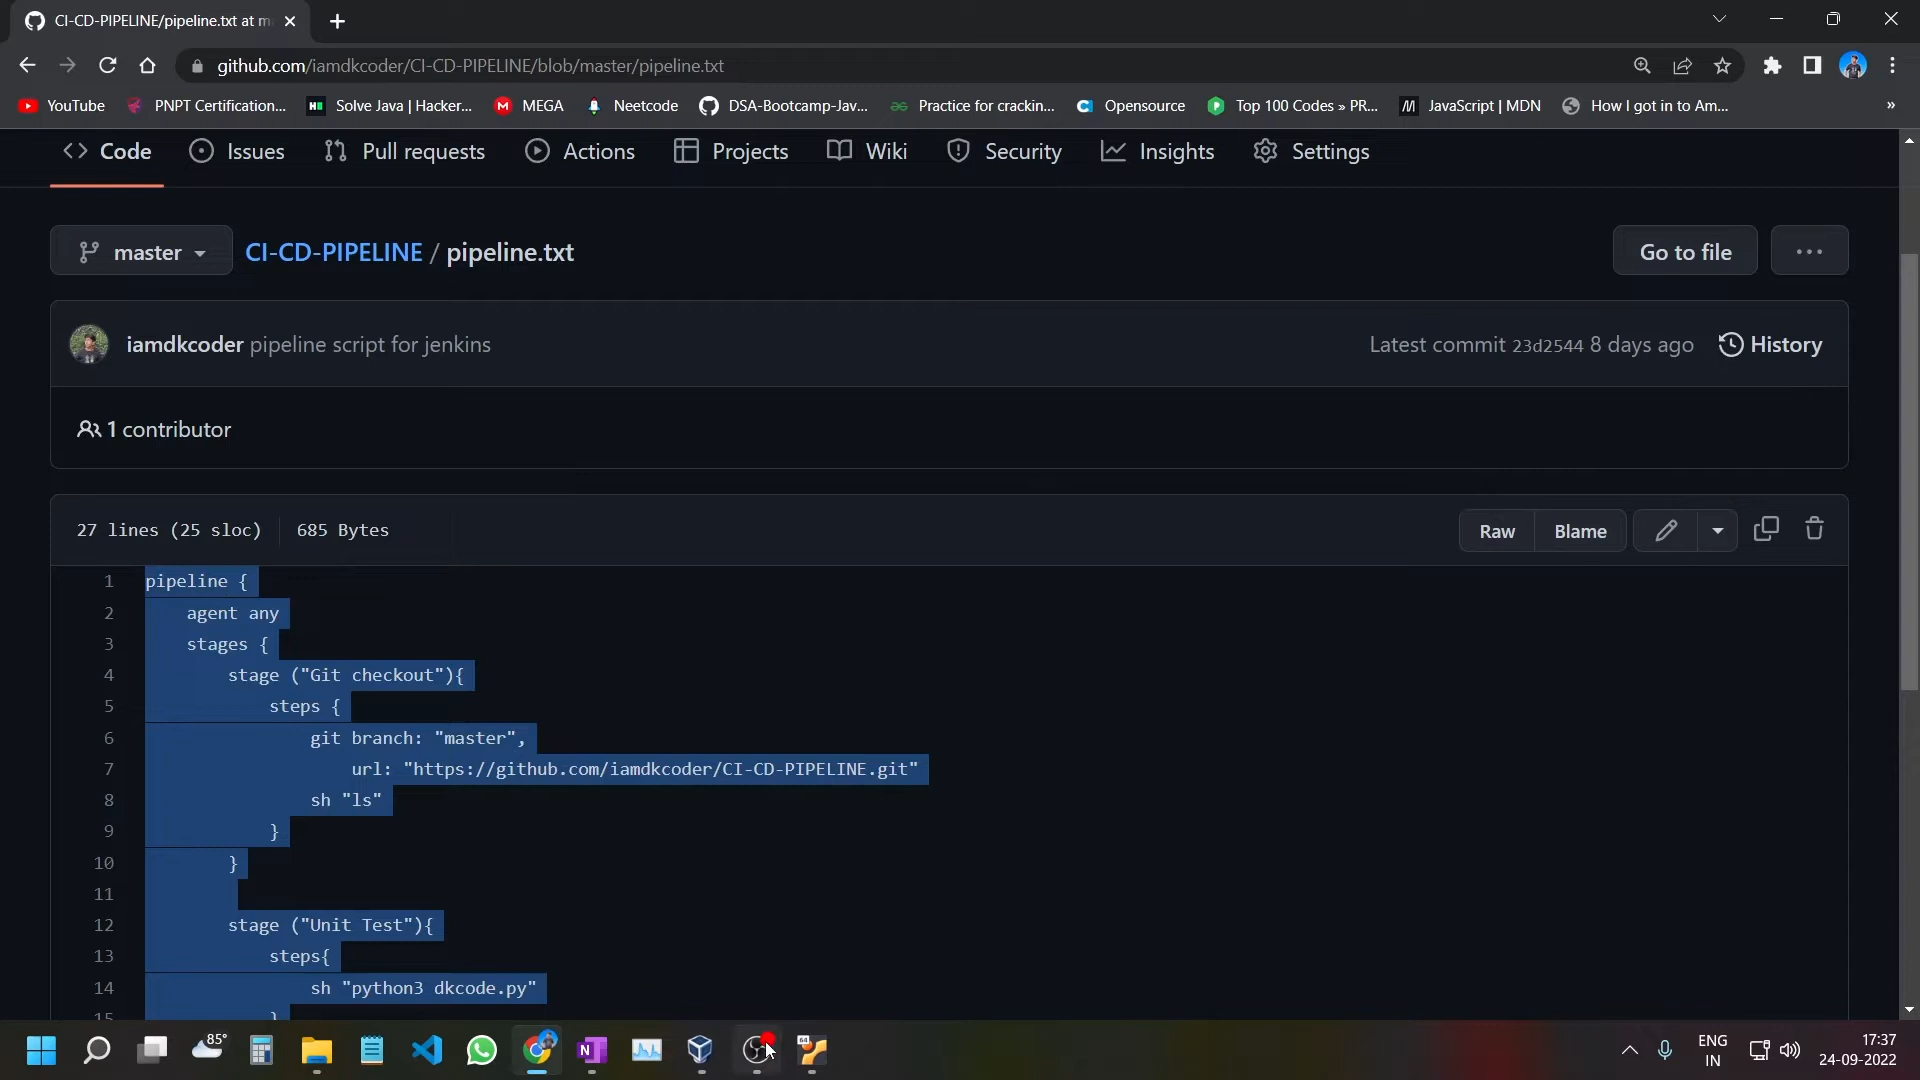 CI-CD-PIPELINE/pipeline.txt at m
github.com/iamdkcoder/CI-CD-PIPELINE/blob/master/pipeline.txt
YouTube PNPT Certification... Solve Java | Hacker... MEGA Neetcode DSA-Bootcamp-Jav... Practice for crackin... Opensource Top 100 Codes » PR... JavaScript | MDN How I got in to Am... »
Code Issues Pull requests Actions Projects Wiki Security Insights Settings
master CI-CD-PIPELINE / pipeline.txt Go to file ...
iamdkcoder pipeline script for jenkins Latest commit 23d2544 8 days ago History
1 contributor
27 lines (25 sloc) 685 Bytes Raw Blame
1 pipeline {
2 agent any
3 stages {
4 stage ("Git checkout"){
5 steps {
6 git branch: "master",
7 url: "https://github.com/iamdkcoder/CI-CD-PIPELINE.git"
8 sh "ls"
9 }
10 }
11
12 stage ("Unit Test"){
13 steps{
14 sh "python3 dkcode.py"
15 }
85° ENG 17:37
IN 24-09-2022